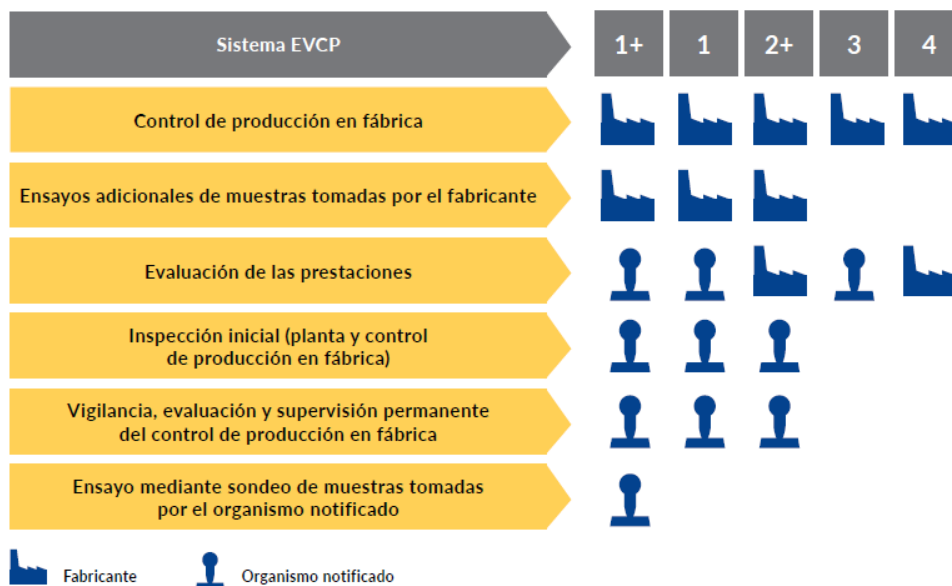 Sistema EVCP
1+ 1 2+ 3 4
Control de producción en fábrica
Ensayos adicionales de muestras tomadas por el fabricante
Evaluación de las prestaciones
Inspección inicial (planta y control
de producción en fábrica)
Vigilancia, evaluación y supervisión permanente
del control de producción en fábrica
Ensayo mediante sondeo de muestras tomadas
por el organismo notificado
Fabricante
Organismo notificado